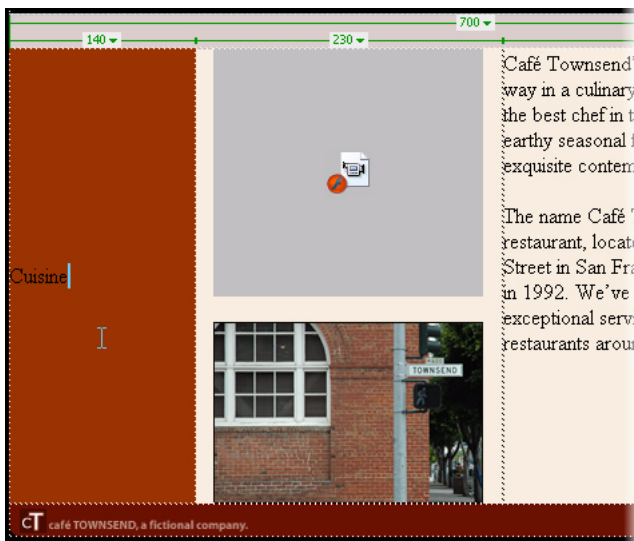 700
140
230
Café Townsend'
way in a culinary
the best chef in t
earthy seasonal f
exquisite contem
The name Café T
restaurant, locat
Street in San Fra
in 1992. We've
exceptional serv
restaurants arou
Cuisine
TOWNSEND
cT café TOWNSEND, a fictional company.